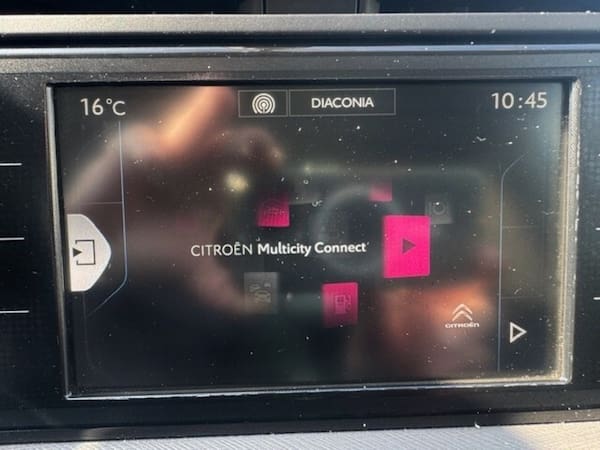 16°C
DIACONIA
10:45
CITROËN Multicity Connect
CITROËN